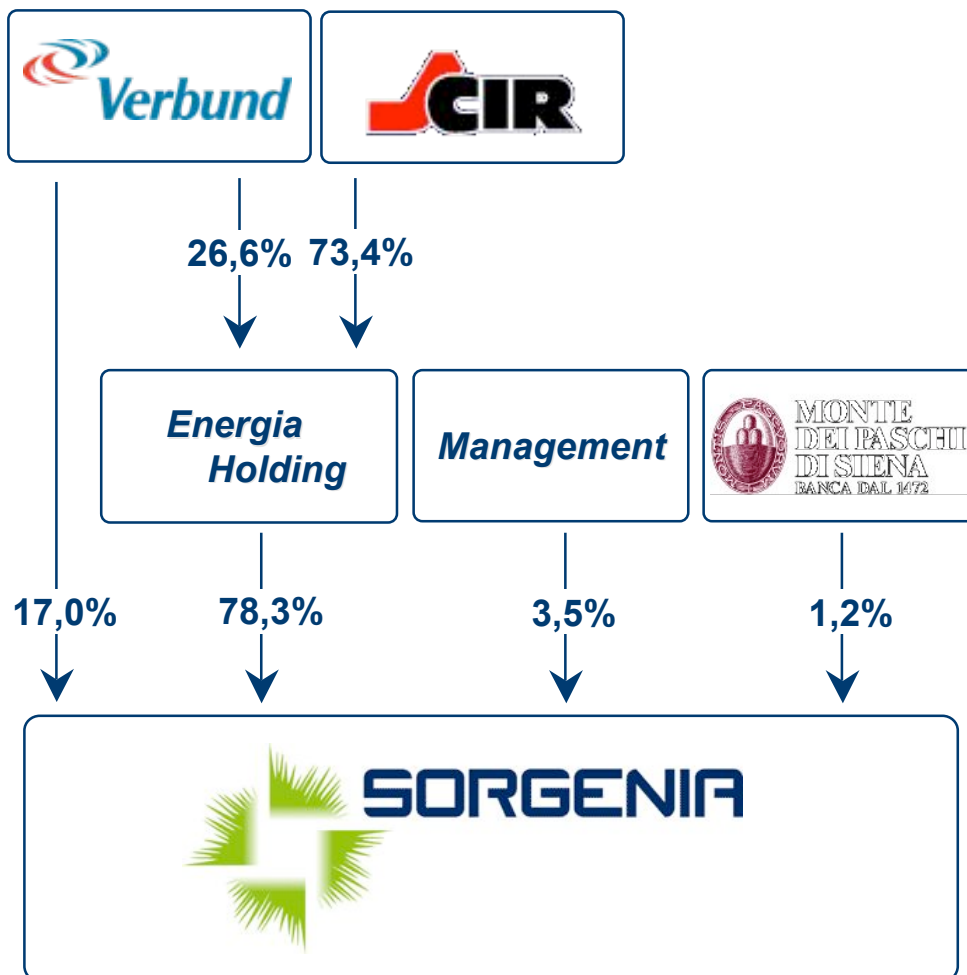 Verbund
CIR
26,6% 73,4%
Energia
Holding
Management
MONTE
DEI PASCHI
DI SIENA
BANCA DAL 1472
17,0% 78,3% 3,5% 1,2%
SORGENIA